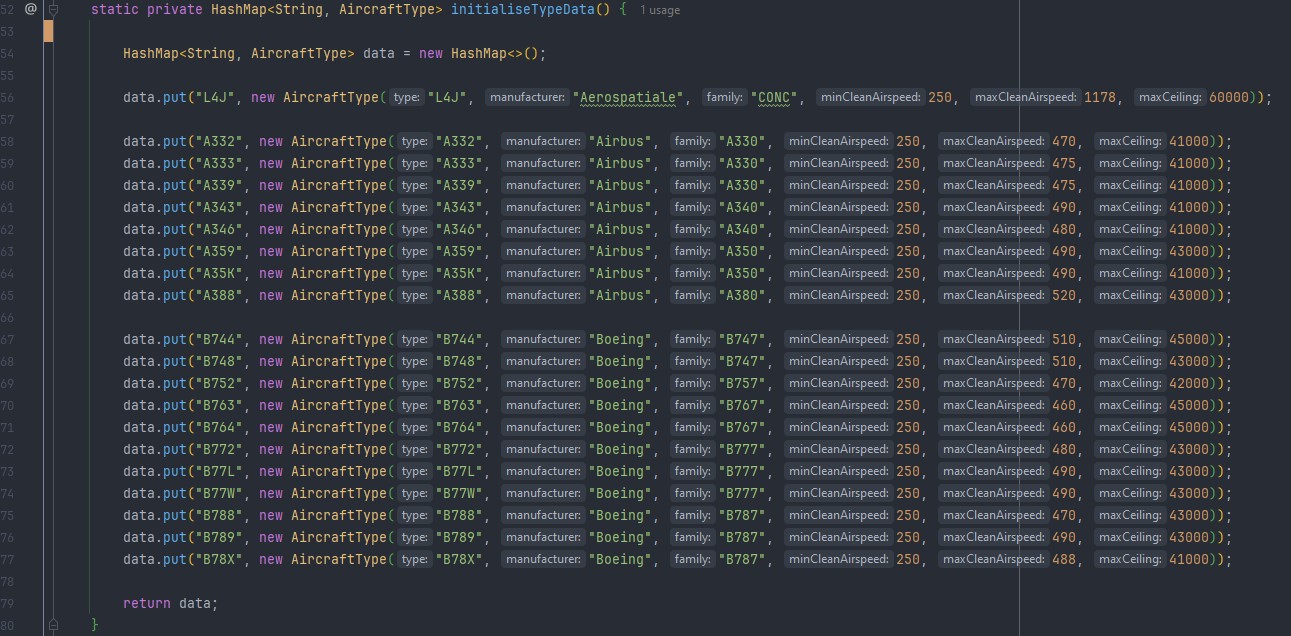 52 @ static private HashMap<String, AircraftType> initialiseTypeData() { 1 usage
53
54 HashMap<String, AircraftType> data = new HashMap<>();
55
56 data.put("L4J", new AircraftType( type: "L4J", manufacturer: "Aerospatiale", family: "CONC", minCleanAirspeed: 250, maxCleanAirspeed: 1178, maxCeiling: 60000));
57
58 data.put("A332", new AircraftType( type: "A332", manufacturer: "Airbus", family: "A330", minCleanAirspeed: 250, maxCleanAirspeed: 470, maxCeiling: 41000));
59 data.put("A333", new AircraftType( type: "A333", manufacturer: "Airbus", family: "A330", minCleanAirspeed: 250, maxCleanAirspeed: 475, maxCeiling: 41000));
60 data.put("A339", new AircraftType( type: "A339", manufacturer: "Airbus", family: "A330", minCleanAirspeed: 250, maxCleanAirspeed: 475, maxCeiling: 41000));
61 data.put("A343", new AircraftType( type: "A343", manufacturer: "Airbus", family: "A340", minCleanAirspeed: 250, maxCleanAirspeed: 490, maxCeiling: 41000));
62 data.put("A346", new AircraftType( type: "A346", manufacturer: "Airbus", family: "A340", minCleanAirspeed: 250, maxCleanAirspeed: 480, maxCeiling: 41000));
63 data.put("A359", new AircraftType( type: "A359", manufacturer: "Airbus", family: "A350", minCleanAirspeed: 250, maxCleanAirspeed: 490, maxCeiling: 43000));
64 data.put("A35K", new AircraftType( type: "A35K", manufacturer: "Airbus", family: "A350", minCleanAirspeed: 250, maxCleanAirspeed: 490, maxCeiling: 41000));
65 data.put("A388", new AircraftType( type: "A388", manufacturer: "Airbus", family: "A380", minCleanAirspeed: 250, maxCleanAirspeed: 520, maxCeiling: 43000));
66
67 data.put("B744", new AircraftType( type: "B744", manufacturer: "Boeing", family: "B747", minCleanAirspeed: 250, maxCleanAirspeed: 510, maxCeiling: 45000));
68 data.put("B748", new AircraftType( type: "B748", manufacturer: "Boeing", family: "B747", minCleanAirspeed: 250, maxCleanAirspeed: 510, maxCeiling: 43000));
69 data.put("B752", new AircraftType( type: "B752", manufacturer: "Boeing", family: "B757", minCleanAirspeed: 250, maxCleanAirspeed: 470, maxCeiling: 42000));
70 data.put("B763", new AircraftType( type: "B763", manufacturer: "Boeing", family: "B767", minCleanAirspeed: 250, maxCleanAirspeed: 460, maxCeiling: 45000));
71 data.put("B764", new AircraftType( type: "B764", manufacturer: "Boeing", family: "B767", minCleanAirspeed: 250, maxCleanAirspeed: 460, maxCeiling: 45000));
72 data.put("B772", new AircraftType( type: "B772", manufacturer: "Boeing", family: "B777", minCleanAirspeed: 250, maxCleanAirspeed: 480, maxCeiling: 43000));
73 data.put("B77L", new AircraftType( type: "B77L", manufacturer: "Boeing", family: "B777", minCleanAirspeed: 250, maxCleanAirspeed: 490, maxCeiling: 43000));
74 data.put("B77W", new AircraftType( type: "B77W", manufacturer: "Boeing", family: "B777", minCleanAirspeed: 250, maxCleanAirspeed: 490, maxCeiling: 43000));
75 data.put("B788", new AircraftType( type: "B788", manufacturer: "Boeing", family: "B787", minCleanAirspeed: 250, maxCleanAirspeed: 470, maxCeiling: 43000));
76 data.put("B789", new AircraftType( type: "B789", manufacturer: "Boeing", family: "B787", minCleanAirspeed: 250, maxCleanAirspeed: 490, maxCeiling: 43000));
77 data.put("B78X", new AircraftType( type: "B78X", manufacturer: "Boeing", family: "B787", minCleanAirspeed: 250, maxCleanAirspeed: 488, maxCeiling: 41000));
78
79 return data;
80 }